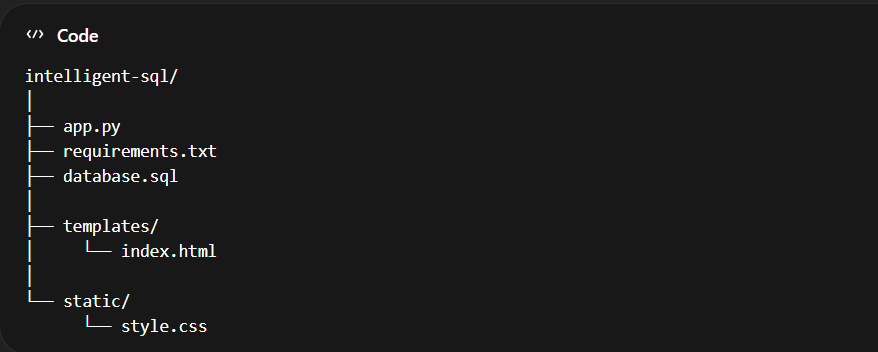 </> Code
intelligent-sql/
│
├── app.py
├── requirements.txt
├── database.sql
│
├── templates/
│     └── index.html
│
└── static/
      └── style.css